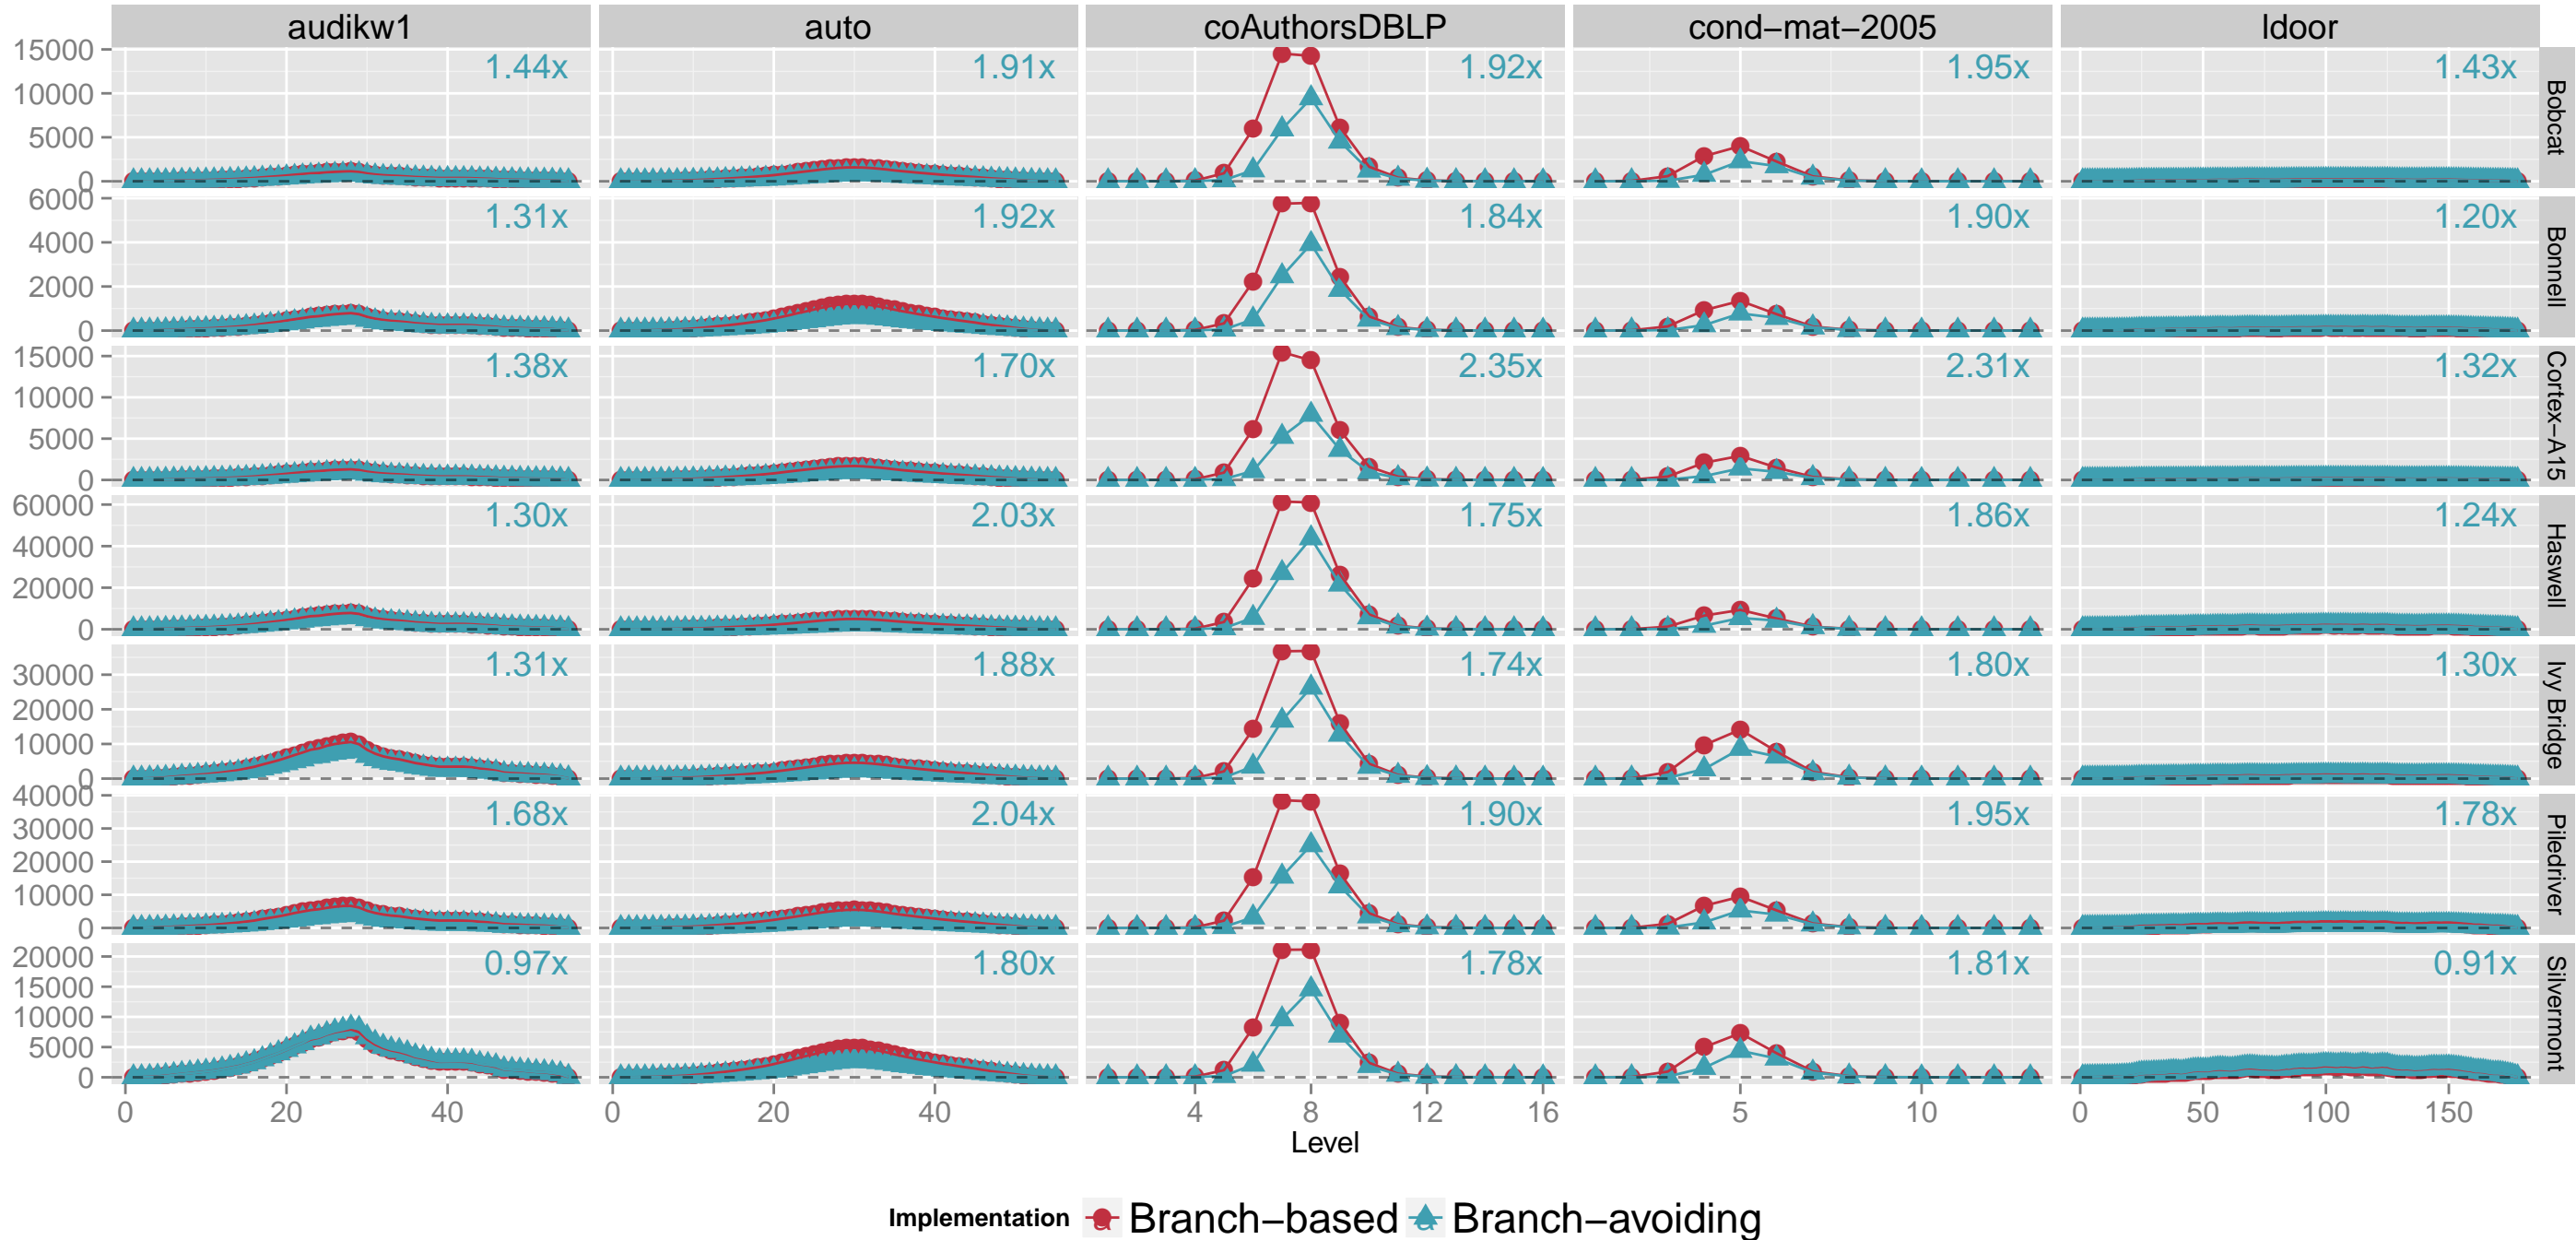 audikw1 auto coAuthorsDBLP cond−mat−2005 ldoor
15000
10000
5000
0
1.44x 1.91x 1.92x 1.95x 1.43x
Bobcat
6000
4000
2000
0
1.31x 1.92x 1.84x 1.90x 1.20x
Bonnell
15000
10000
5000
0
1.38x 1.70x 2.35x 2.31x 1.32x
Cortex−A15
60000
40000
20000
0
1.30x 2.03x 1.75x 1.86x 1.24x
Haswell
30000
20000
10000
0
1.31x 1.88x 1.74x 1.80x 1.30x
Ivy Bridge
40000
30000
20000
10000
0
1.68x 2.04x 1.90x 1.95x 1.78x
Piledriver
20000
15000
10000
5000
0
0.97x 1.80x 1.78x 1.81x 0.91x
Silvermont
0 20 40 0 20 40 4 8 12 16 5 10 0 50 100 150
Level
Implementation Branch−based Branch−avoiding